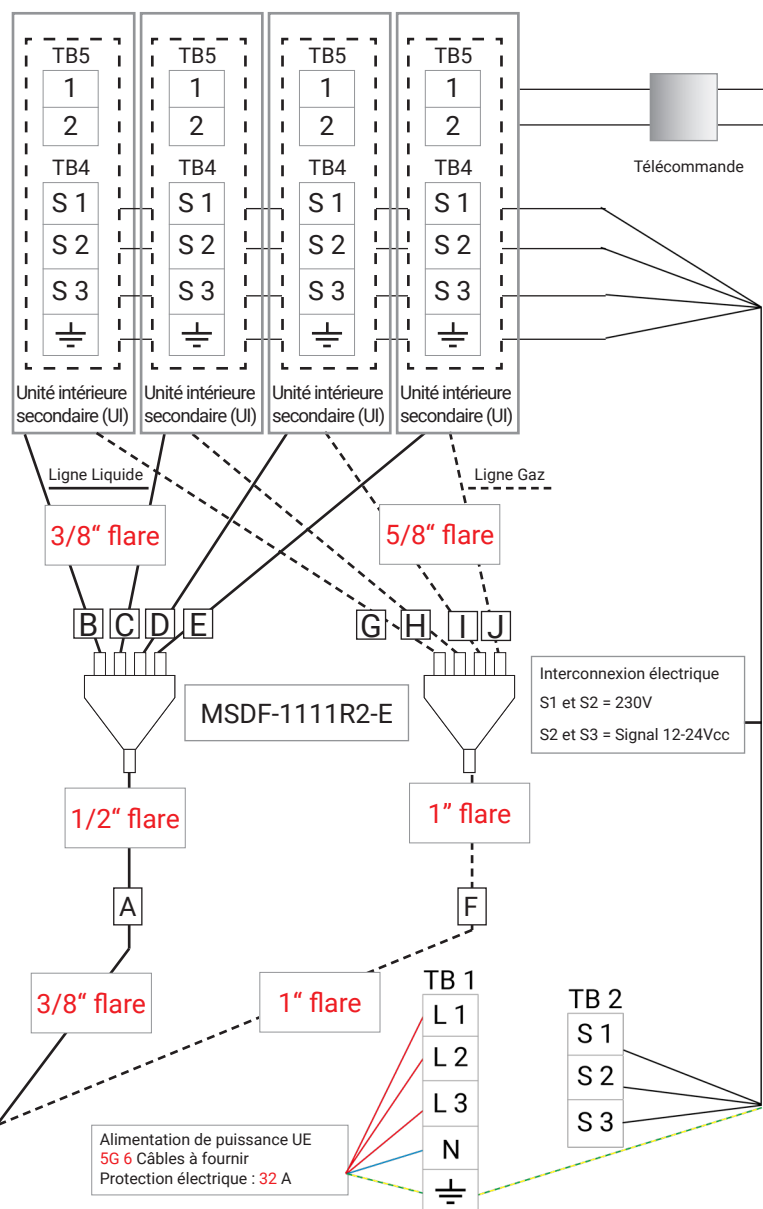 TB5
1
2
TB4
S 1
S 2
S 3
Unité intérieure
secondaire (UI)
TB5
1
2
TB4
S 1
S 2
S 3
Unité intérieure
secondaire (UI)
TB5
1
2
TB4
S 1
S 2
S 3
Unité intérieure
secondaire (UI)
TB5
1
2
TB4
S 1
S 2
S 3
Unité intérieure
secondaire (UI)
Télécommande
Ligne Liquide
Ligne Gaz
3/8“ flare
5/8“ flare
B C D E
G H I J
MSDF-1111R2-E
Interconnexion électrique
S1 et S2 = 230V
S2 et S3 = Signal 12-24Vcc
1/2“ flare
1” flare
A
F
3/8“ flare
1“ flare
TB 1
L 1
L 2
L 3
N
TB 2
S 1
S 2
S 3
Alimentation de puissance UE
5G 6 Câbles à fournir
Protection électrique : 32 A